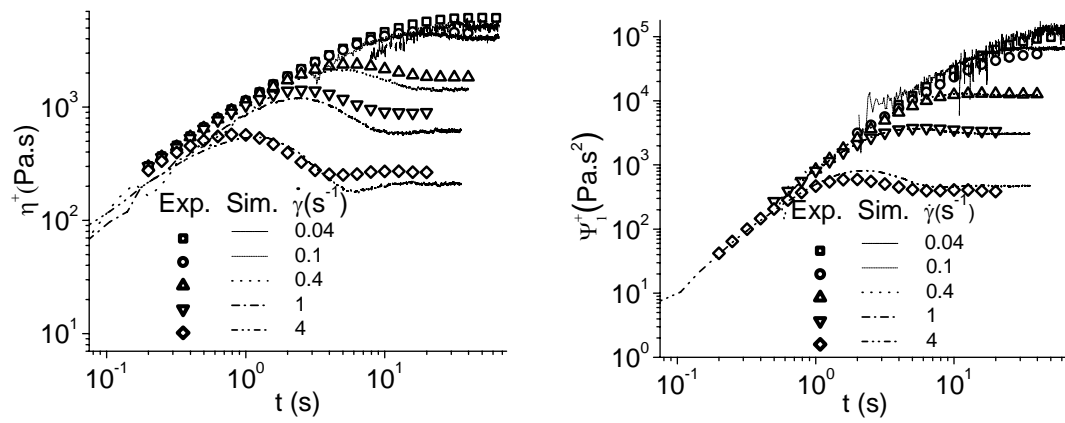 η⁺(Pa.s)
10³
10²
10¹
Exp. Sim. γ̇(s⁻¹)
0.04
0.1
0.4
1
4
10⁻¹ 10⁰ 10¹
t (s)
Ψ₁⁺(Pa.s²)
10⁵
10⁴
10³
10²
10¹
10⁰
Exp. Sim. γ̇(s⁻¹)
0.04
0.1
0.4
1
4
10⁻¹ 10⁰ 10¹
t (s)